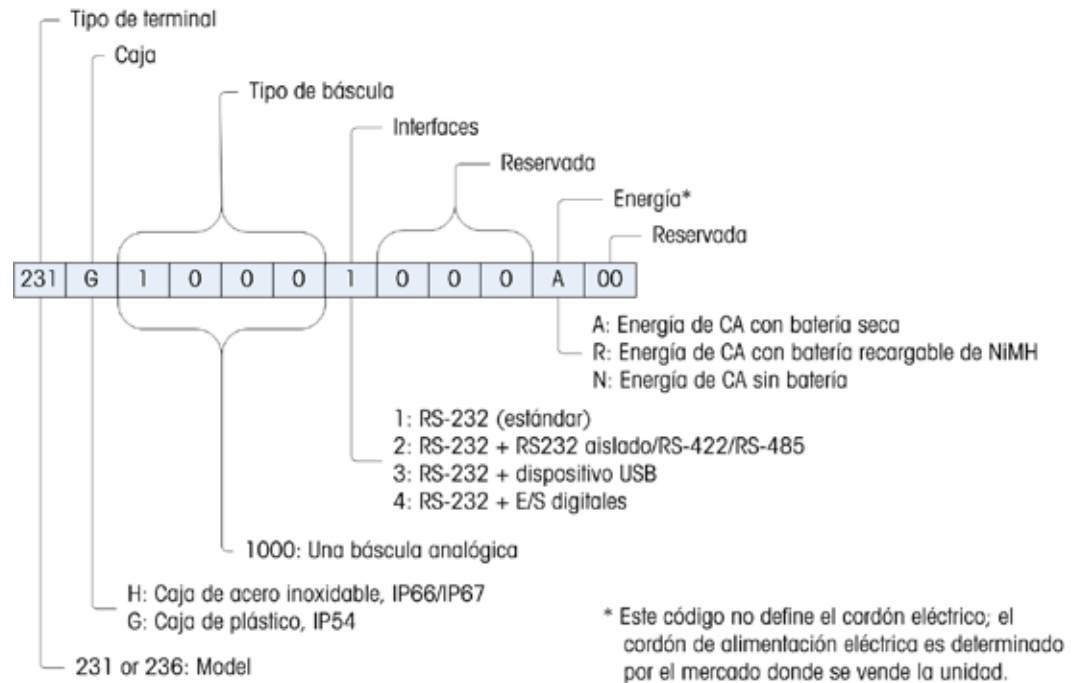 Tipo de terminal
Caja
Tipo de báscula
Interfaces
Reservada
Energía*
Reservada
231 G 1 0 0 0 1 0 0 0 A 00
A: Energía de CA con batería seca
R: Energía de CA con batería recargable de NiMH
N: Energía de CA sin batería
1: RS-232 (estándar)
2: RS-232 + RS232 aislado/RS-422/RS-485
3: RS-232 + dispositivo USB
4: RS-232 + E/S digitales
1000: Una báscula analógica
H: Caja de acero inoxidable, IP66/IP67
G: Caja de plástico, IP54
231 or 236: Model
* Este código no define el cordón eléctrico; el
cordón de alimentación eléctrica es determinado
por el mercado donde se vende la unidad.